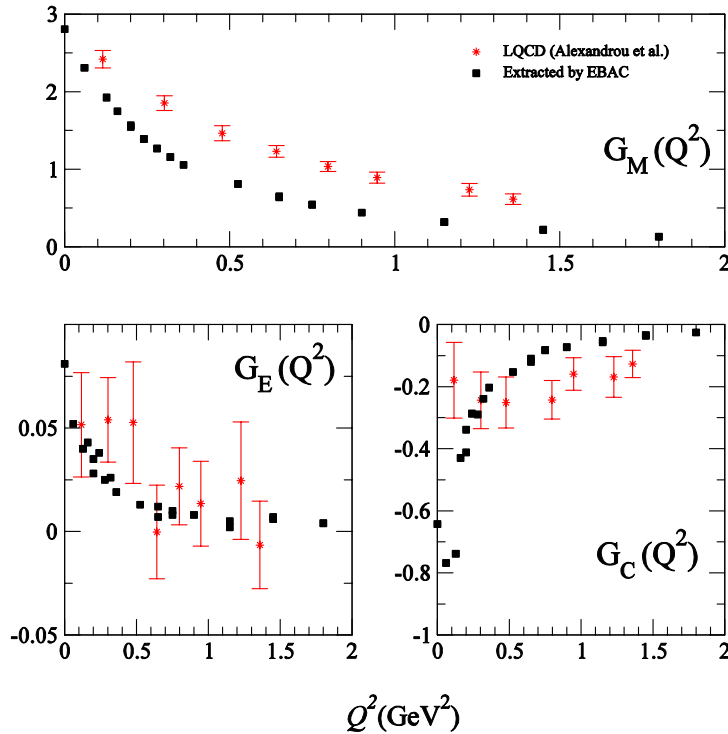 3
LQCD (Alexandrou et al.)
Extracted by EBAC
2
G_M(Q^2)
1
0
0 0.5 1 1.5 2
0
G_E(Q^2)
-0.2
0.05
-0.4
-0.6
0
G_C(Q^2)
-0.8
-0.05
-1
0 0.5 1 1.5 2
0 0.5 1 1.5 2
Q^2(GeV^2)